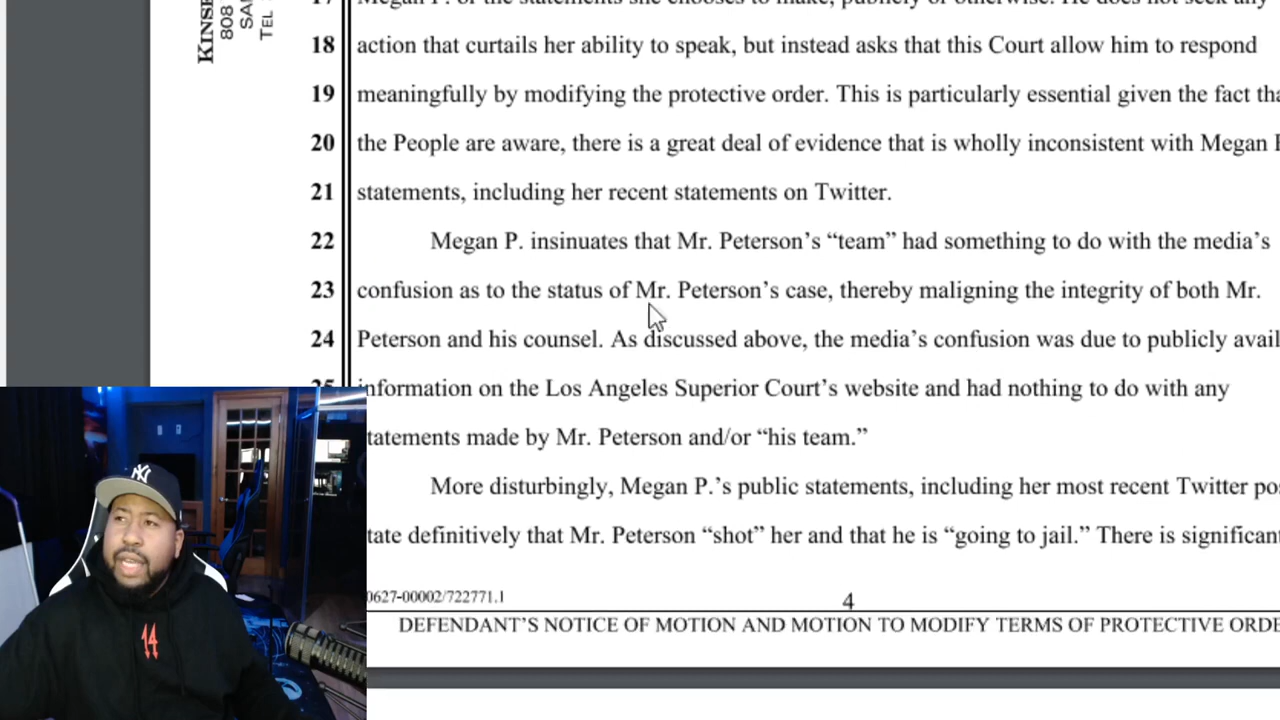 KINSE
808
SAN
TEL
18 action that curtails her ability to speak, but instead asks that this Court allow him to respond
19 meaningfully by modifying the protective order. This is particularly essential given the fact
20 the People are aware, there is a great deal of evidence that is wholly inconsistent with Megan
21 statements, including her recent statements on Twitter.
22 Megan P. insinuates that Mr. Peterson’s “team” had something to do with the media’s
23 confusion as to the status of Mr. Peterson’s case, thereby maligning the integrity of both Mr.
24 Peterson and his counsel. As discussed above, the media’s confusion was due to publicly avail
information on the Los Angeles Superior Court’s website and had nothing to do with any
tatements made by Mr. Peterson and/or “his team.”
More disturbingly, Megan P.’s public statements, including her most recent Twitter
tate definitively that Mr. Peterson “shot” her and that he is “going to jail.” There is significant
0627-00002/722771.1
4
DEFENDANT’S NOTICE OF MOTION AND MOTION TO MODIFY TERMS OF PROTECTIVE ORDE
NY
14